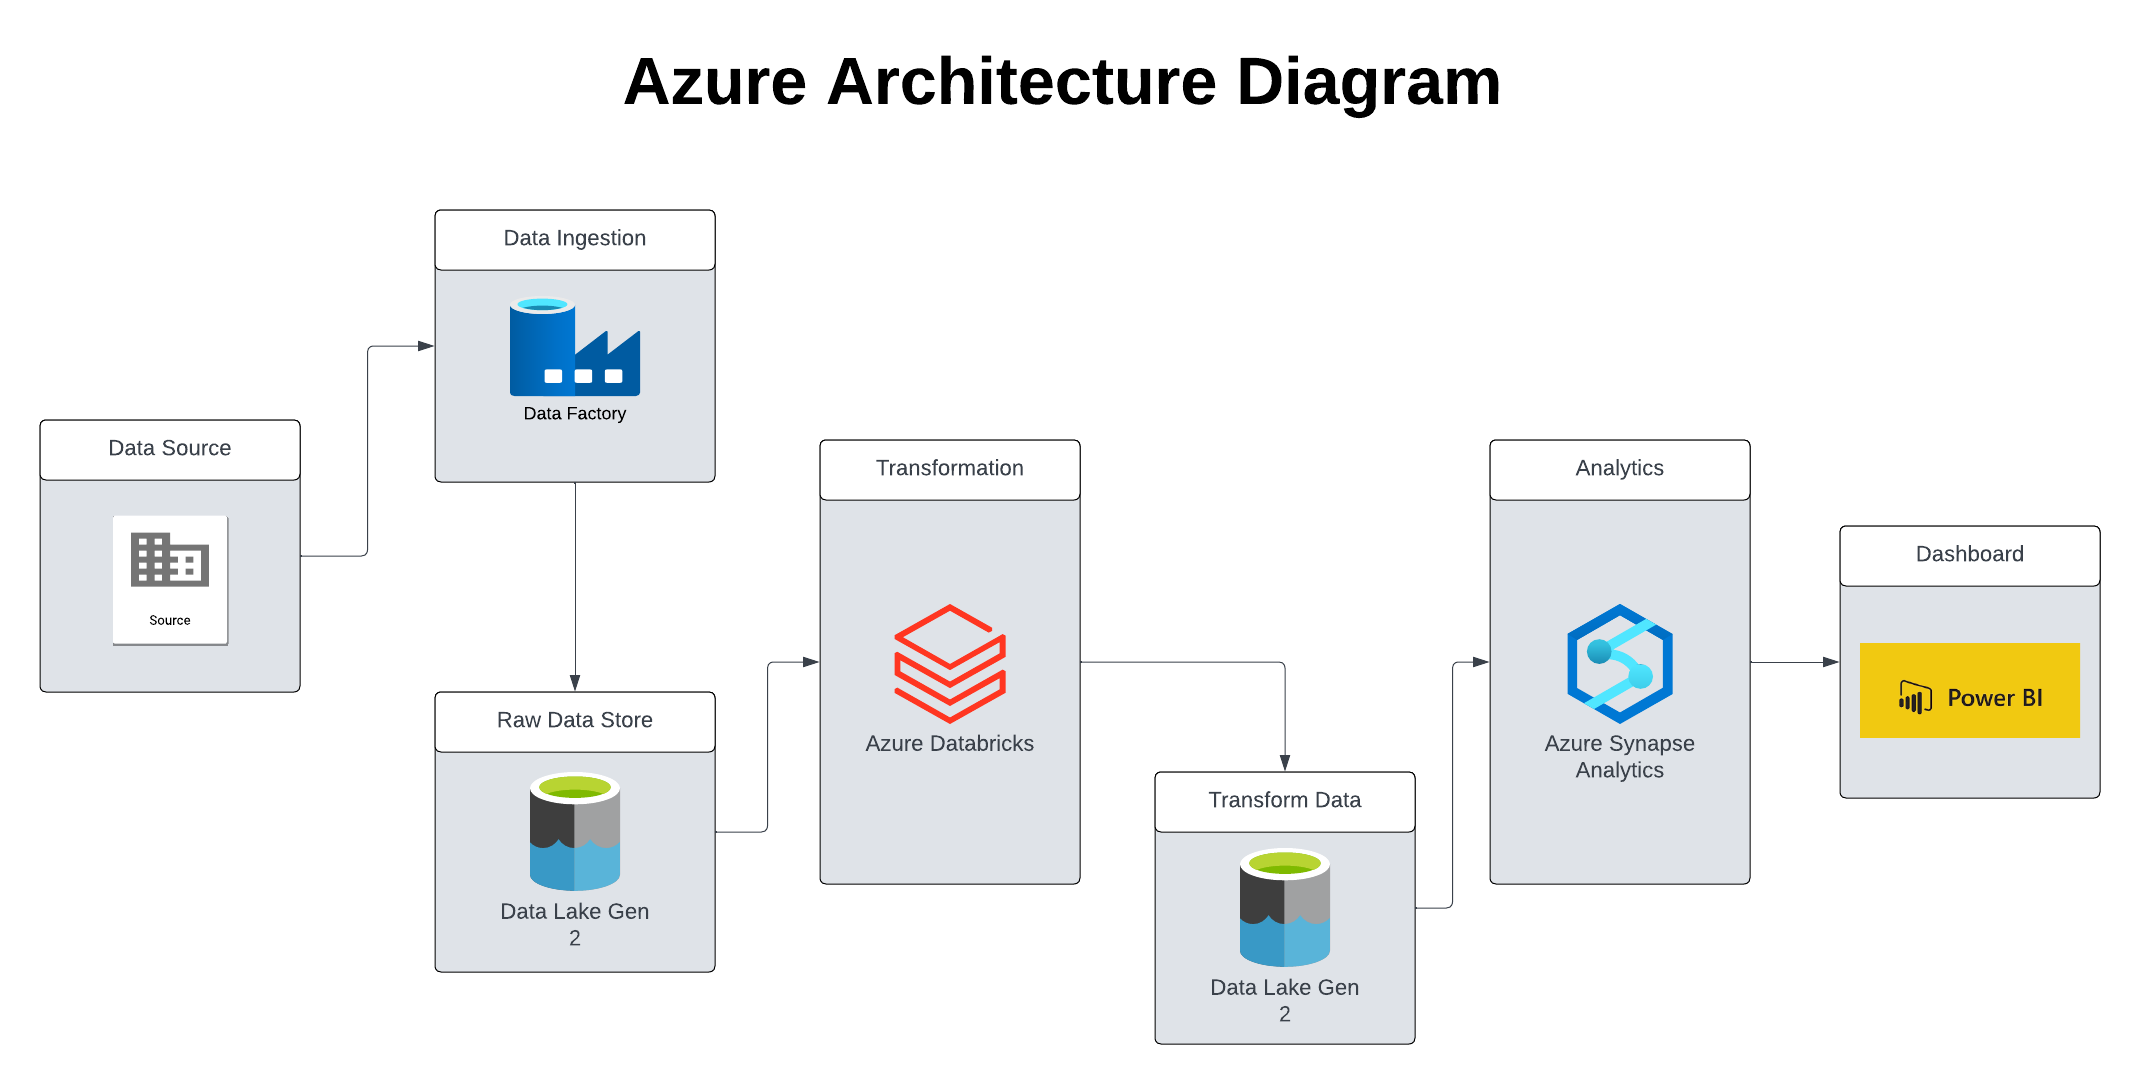 Azure Architecture Diagram
Data Source
Source
Data Ingestion
Data Factory
Raw Data Store
Data Lake Gen
2
Transformation
Azure Databricks
Transform Data
Data Lake Gen
2
Analytics
Azure Synapse
Analytics
Dashboard
Power BI